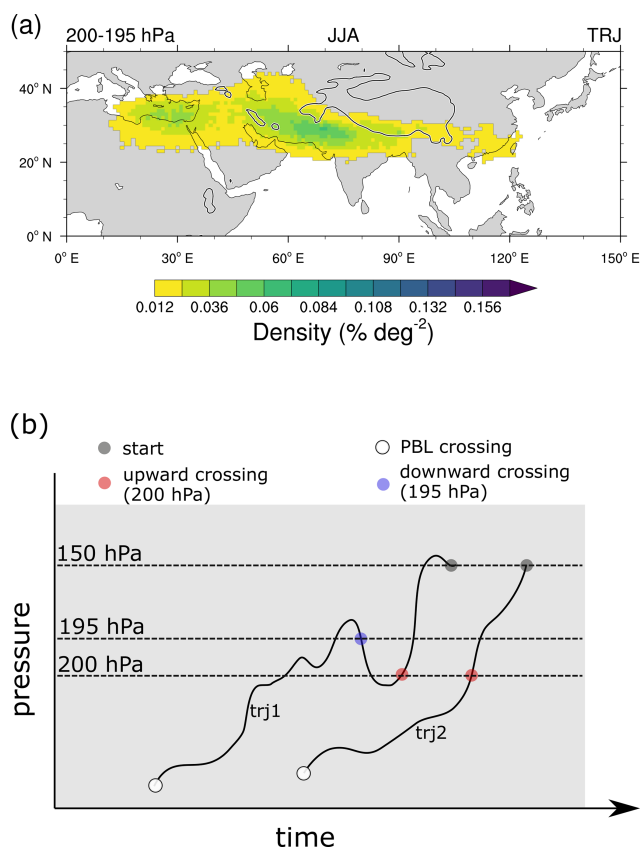 (a)
200-195 hPa JJA TRJ
40° N
20° N
0° N
0° E 30° E 60° E 90° E 120° E 150° E
0.012 0.036 0.06 0.084 0.108 0.132 0.156
Density (% deg⁻²)
(b)
start PBL crossing
upward crossing (200 hPa) downward crossing (195 hPa)
150 hPa
195 hPa
200 hPa
trj1
trj2
pressure
time